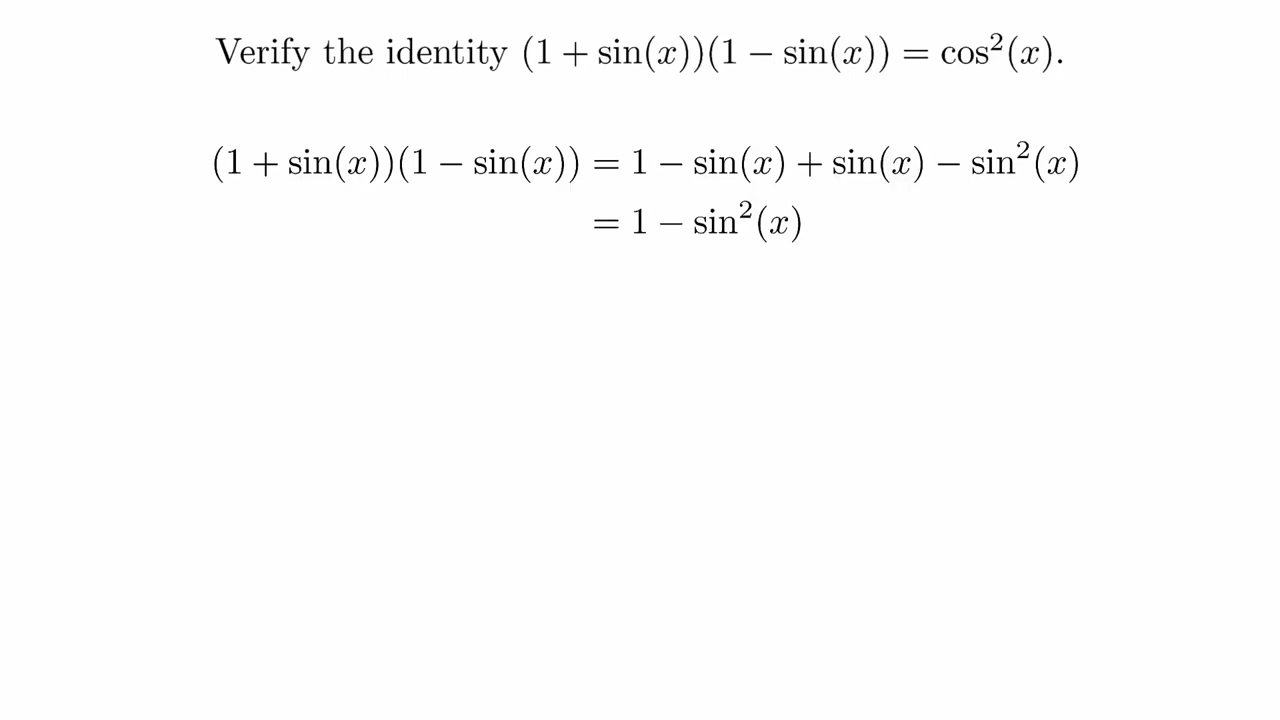 Verify the identity (1 + sin(x))(1 − sin(x)) = cos²(x).
(1 + sin(x))(1 − sin(x)) = 1 − sin(x) + sin(x) − sin²(x)
= 1 − sin²(x)